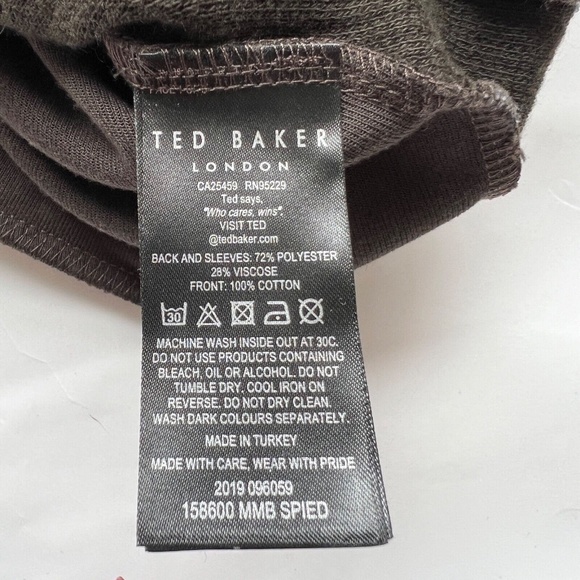 TED BAKER
LONDON
CA25459 RN95229
Ted says,
"Who cares, wins".
VISIT TED
@tedbaker.com
BACK AND SLEEVES: 72% POLYESTER
28% VISCOSE
FRONT: 100% COTTON
30
MACHINE WASH INSIDE OUT AT 30C.
DO NOT USE PRODUCTS CONTAINING
BLEACH, OIL OR ALCOHOL. DO NOT
TUMBLE DRY. COOL IRON ON
REVERSE. DO NOT DRY CLEAN.
WASH DARK COLOURS SEPARATELY.
MADE IN TURKEY
MADE WITH CARE, WEAR WITH PRIDE
2019 096059
158600 MMB SPIED